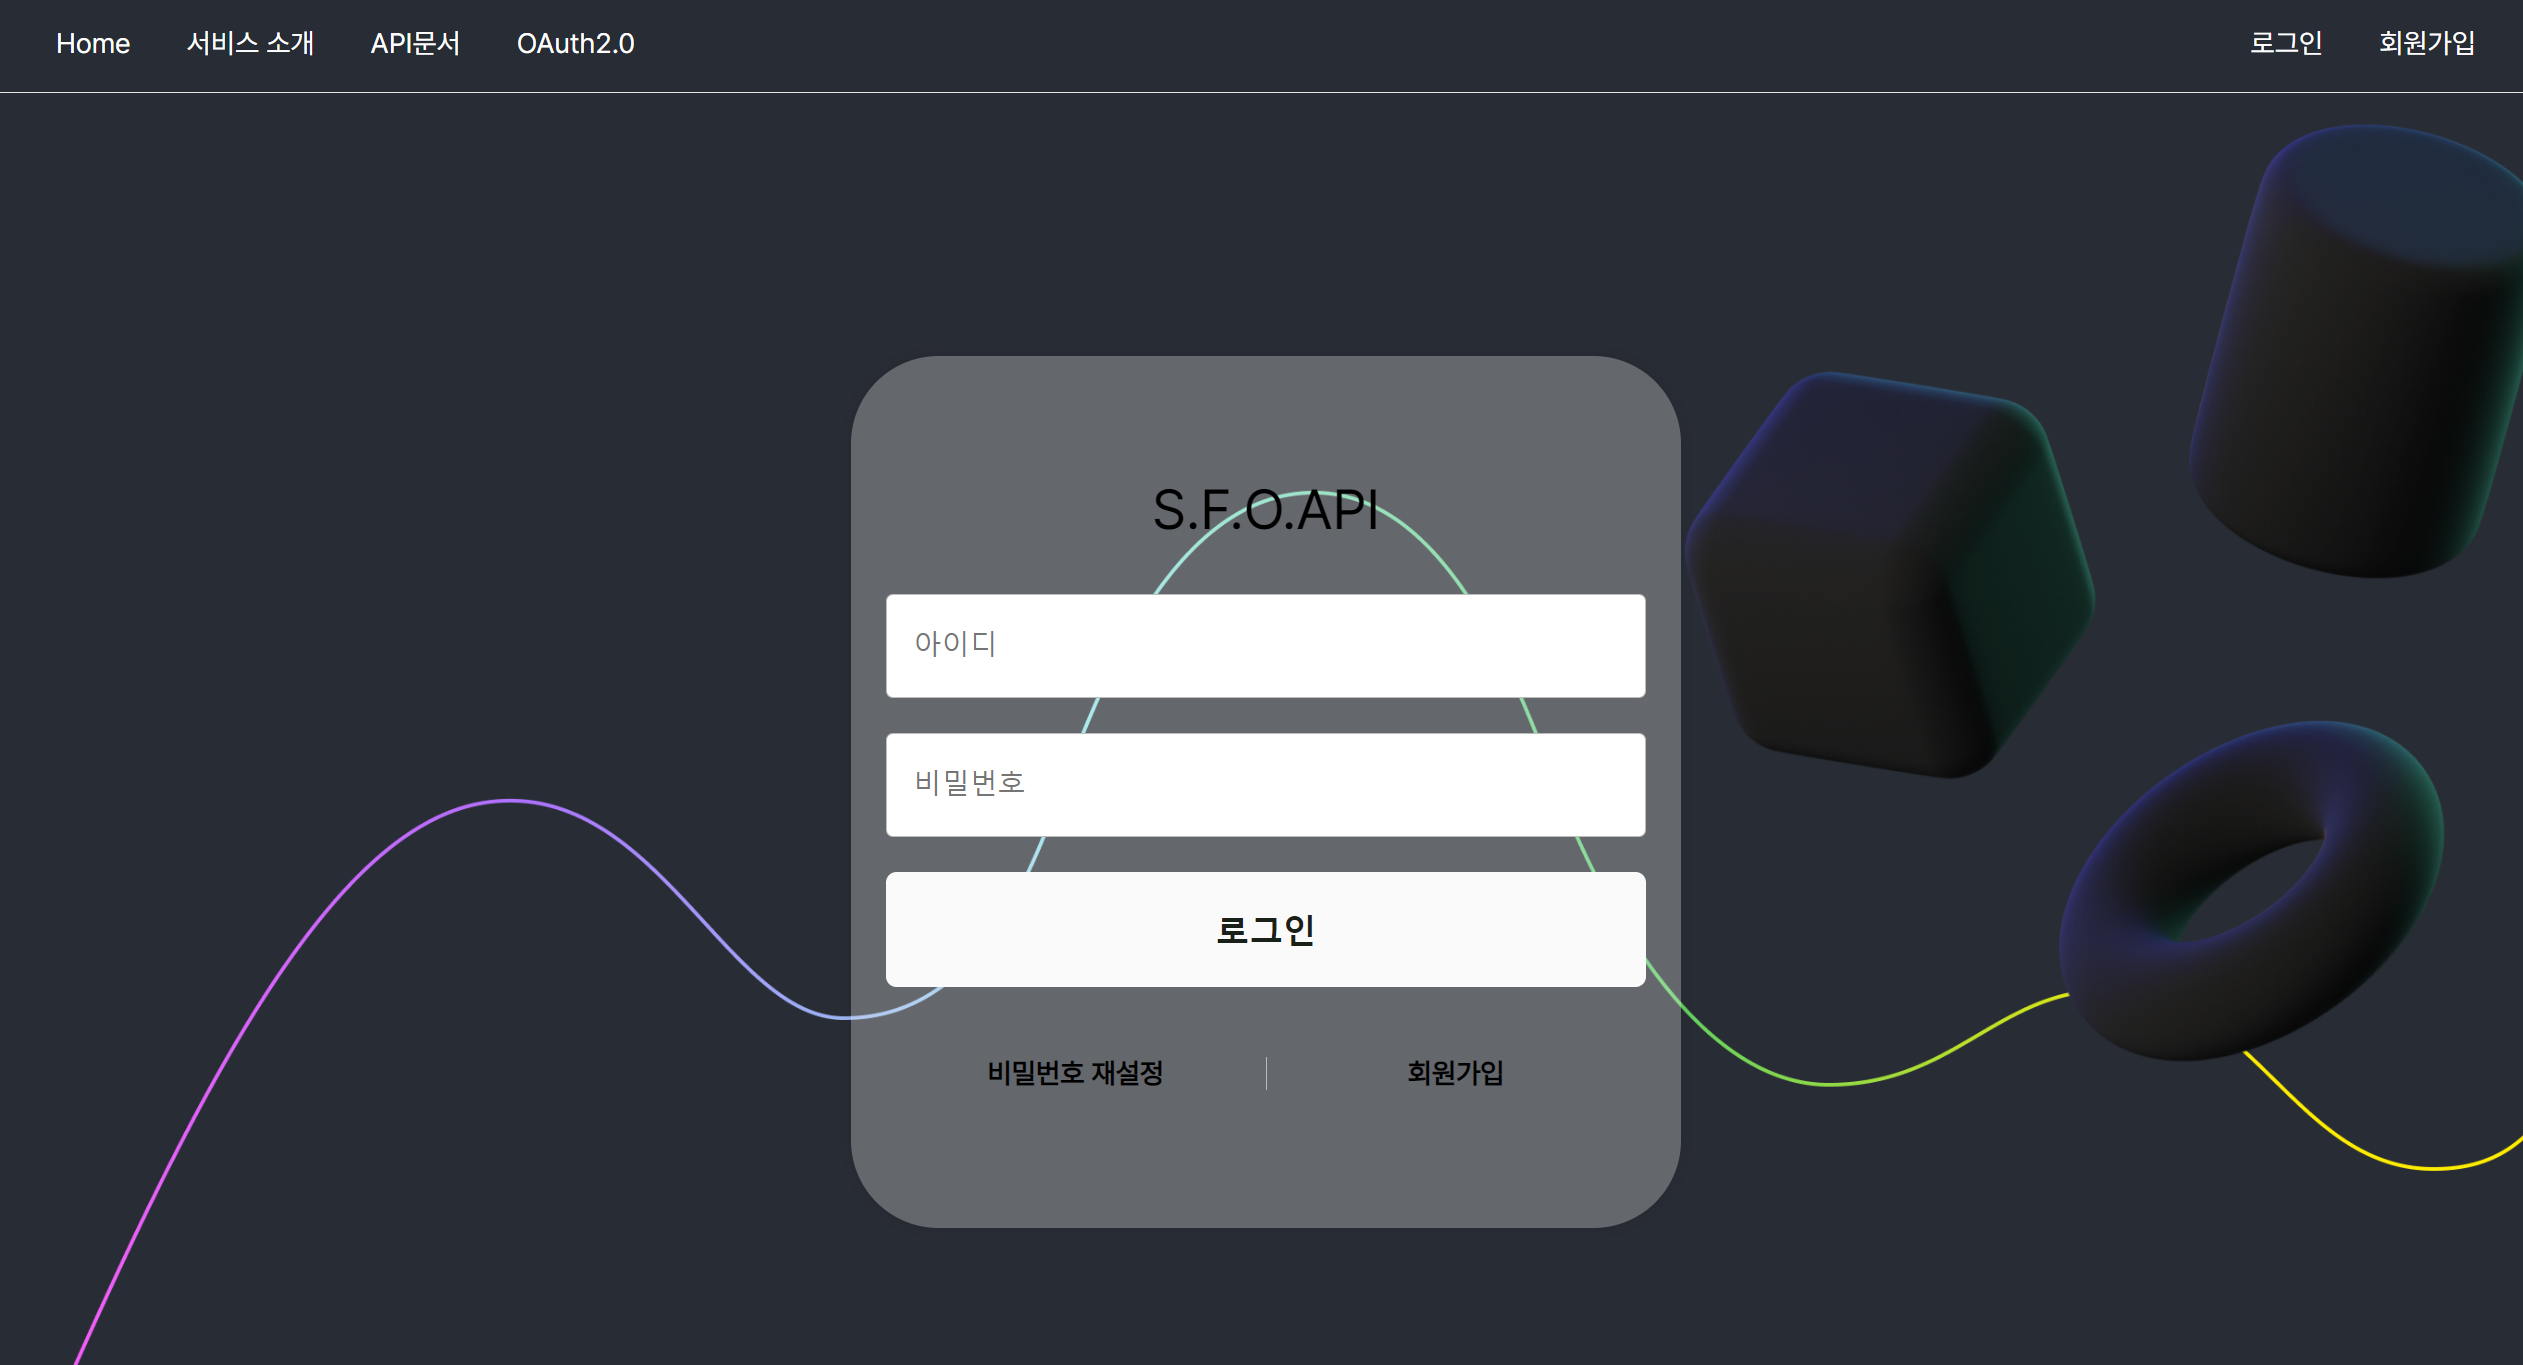 Home 서비스 소개 API문서 OAuth2.0 로그인 회원가입
S.F.O.API
아이디
비밀번호
로그인
비밀번호 재설정 회원가입